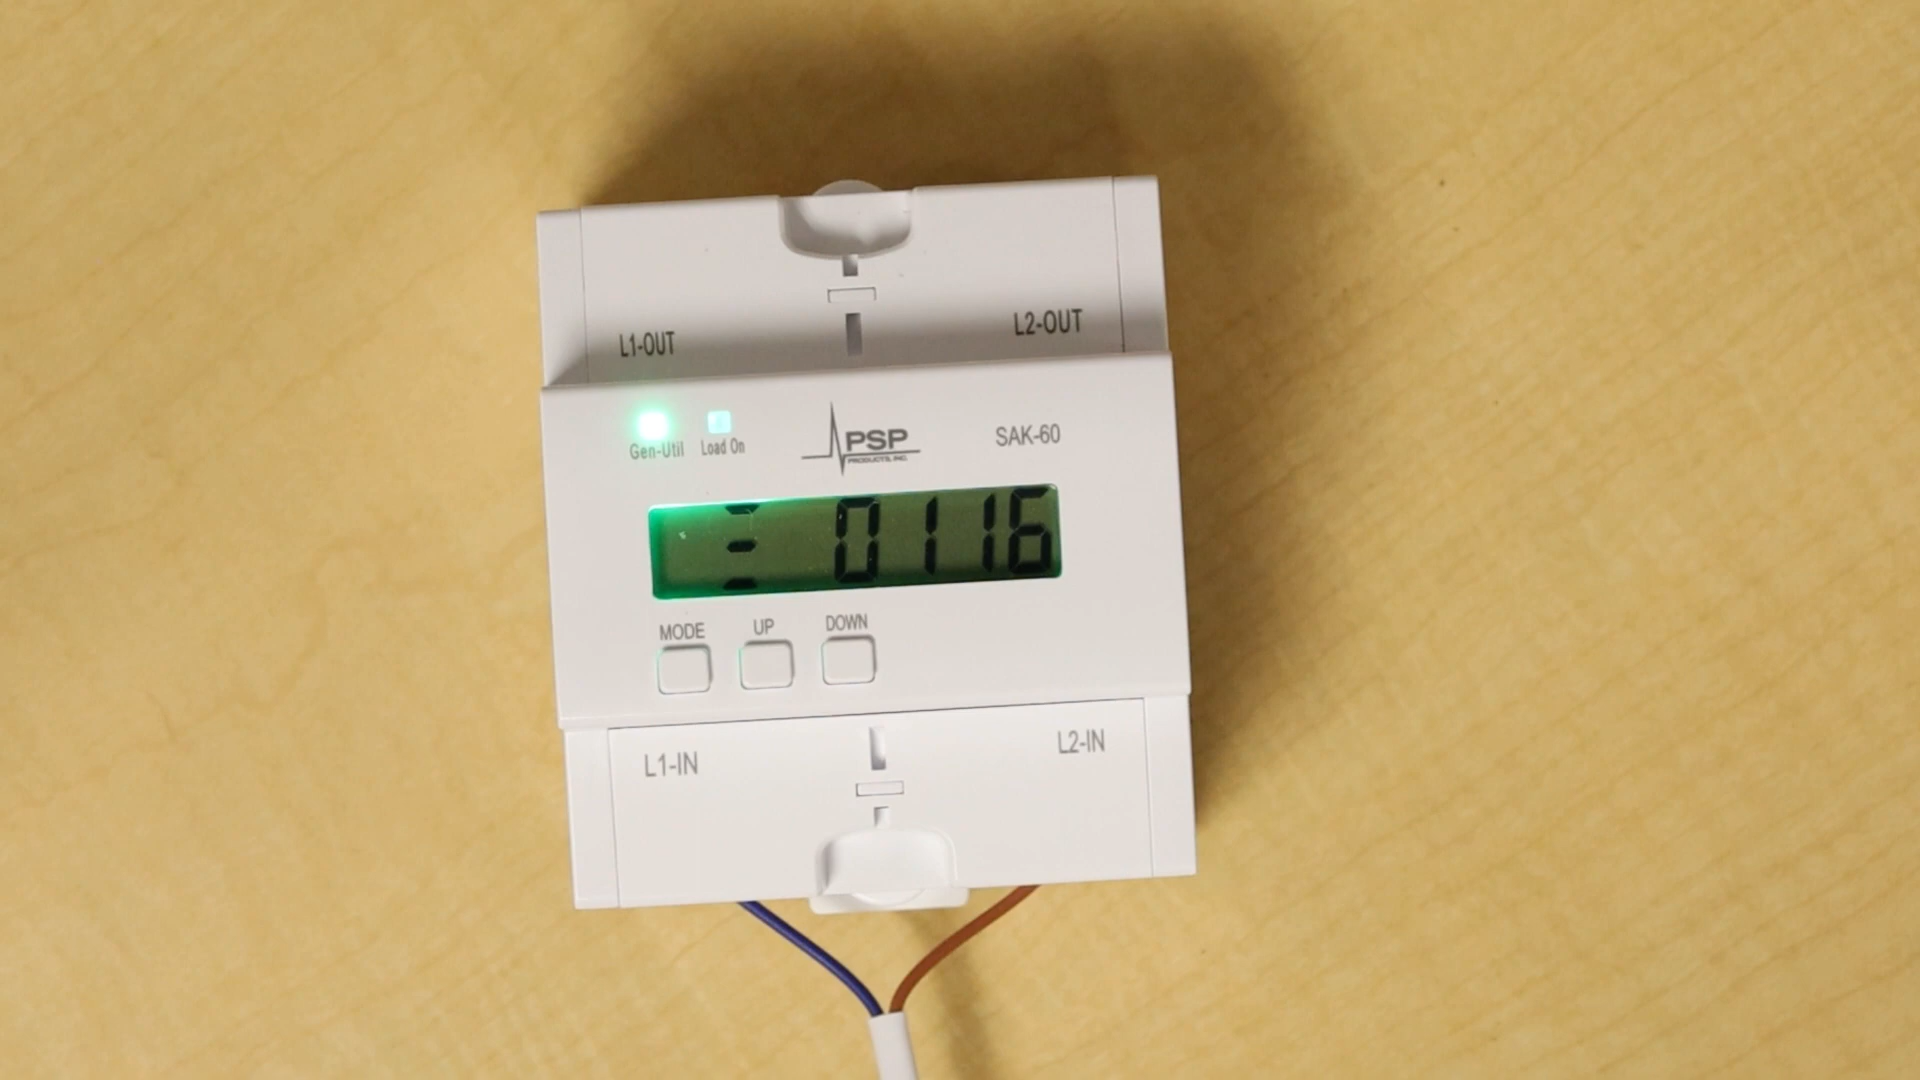 L1-OUT
L2-OUT
Gen-Util
Load On
PSP
PRODUCTS, INC.
SAK-60
0116
MODE
UP
DOWN
L1-IN
L2-IN